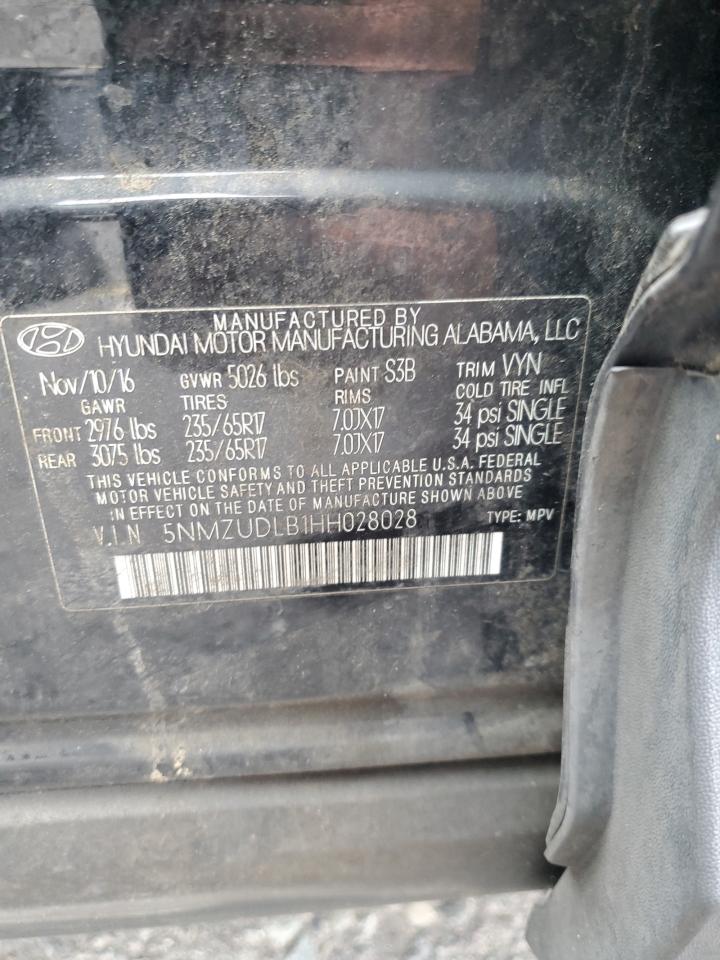 MANUFACTURED BY
HYUNDAI MOTOR MANUFACTURING ALABAMA, LLC
Nov/10/16 GVWR 5026 lbs PAINT S3B TRIM VYN
GAWR TIRES RIMS COLD TIRE INFL
FRONT 2976 lbs 235/65R17 7.0JX17 34 psi SINGLE
REAR 3075 lbs 235/65R17 7.0JX17 34 psi SINGLE
THIS VEHICLE CONFORMS TO ALL APPLICABLE U.S.A. FEDERAL
MOTOR VEHICLE SAFETY AND THEFT PREVENTION STANDARDS
IN EFFECT ON THE DATE OF MANUFACTURE SHOWN ABOVE
V.I.N 5NMZUDLB1HH028028 TYPE: MPV